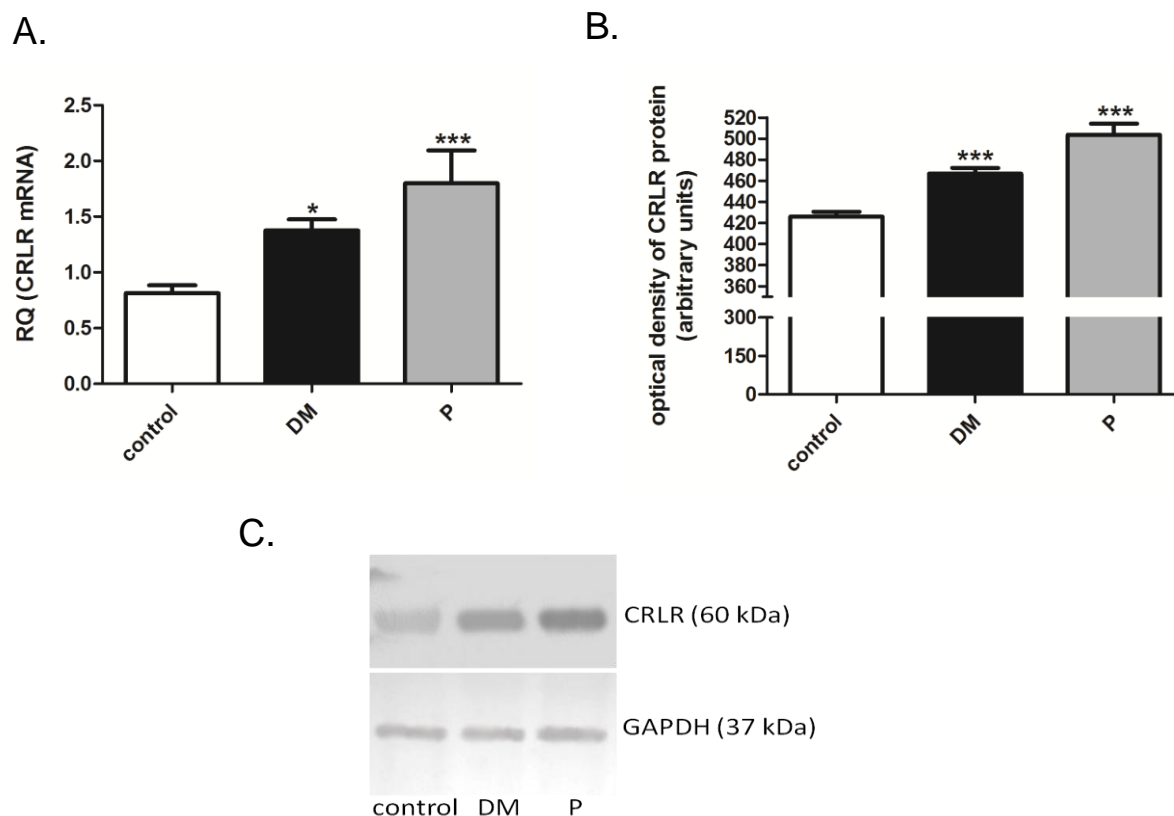 A.
RQ (CRLR mRNA)
2.5
2.0
1.5
1.0
0.5
0.0
*
***
control
DM
P
B.
optical density of CRLR protein
(arbitrary units)
520
500
480
460
440
420
400
380
360
300
150
0
***
***
control
DM
P
C.
CRLR (60 kDa)
GAPDH (37 kDa)
control DM P